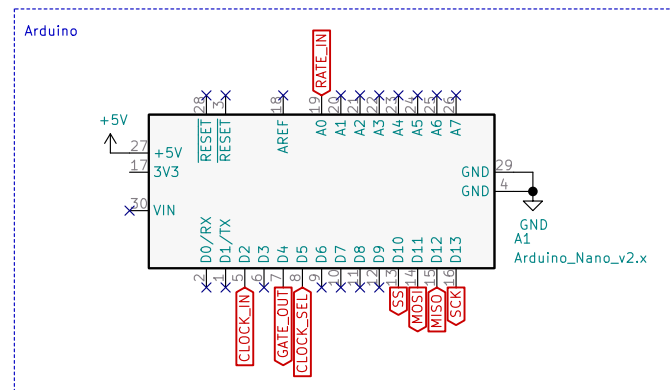 Arduino
RATE_IN
28
3
18
19
20
21
22
23
24
25
26
RESET
RESET
AREF
A0
A1
A2
A3
A4
A5
A6
A7
+5V
27
+5V
17
3V3
30
VIN
GND
29
GND
4
GND
A1
Arduino_Nano_v2.x
D0/RX
D1/TX
D2
D3
D4
D5
D6
D7
D8
D9
D10
D11
D12
D13
2
1
5
6
7
8
9
10
11
12
13
14
15
16
CLOCK_IN
GATE_OUT
CLOCK_SEL
SS
MOSI
MISO
SCK